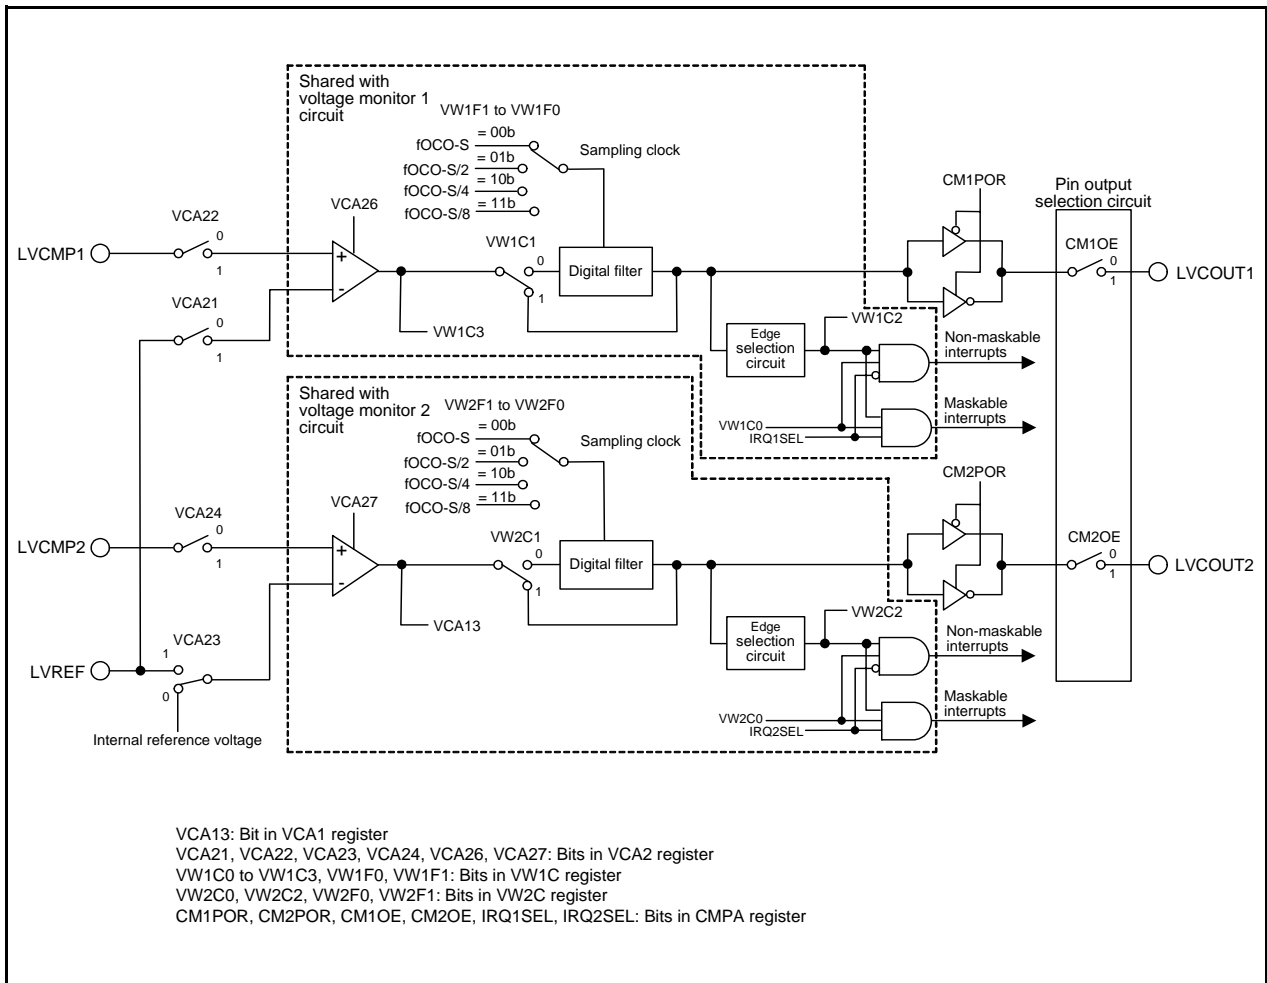 Shared with
voltage monitor 1
circuit
VW1F1 to VW1F0
= 00b
fOCO-S
= 01b
fOCO-S/2
= 10b
fOCO-S/4
= 11b
fOCO-S/8
Sampling clock
VCA22
0
1
LVCMP1
VCA21
0
1
VCA26
+
-
VW1C3
VW1C1
0
1
Digital filter
Edge
selection
circuit
VW1C2
VW1C0
IRQ1SEL
Non-maskable
interrupts
Maskable
interrupts
CM1POR
Pin output
selection circuit
CM1OE
0
1
LVCOUT1
Shared with
voltage monitor 2
circuit
VW2F1 to VW2F0
= 00b
fOCO-S
= 01b
fOCO-S/2
= 10b
fOCO-S/4
= 11b
fOCO-S/8
Sampling clock
VCA24
0
1
LVCMP2
VCA27
+
-
VCA13
VW2C1
0
1
Digital filter
Edge
selection
circuit
VW2C2
VW2C0
IRQ2SEL
Non-maskable
interrupts
Maskable
interrupts
CM2POR
CM2OE
0
1
LVCOUT2
VCA23
1
0
LVREF
Internal reference voltage
VCA13: Bit in VCA1 register
VCA21, VCA22, VCA23, VCA24, VCA26, VCA27: Bits in VCA2 register
VW1C0 to VW1C3, VW1F0, VW1F1: Bits in VW1C register
VW2C0, VW2C2, VW2F0, VW2F1: Bits in VW2C register
CM1POR, CM2POR, CM1OE, CM2OE, IRQ1SEL, IRQ2SEL: Bits in CMPA register